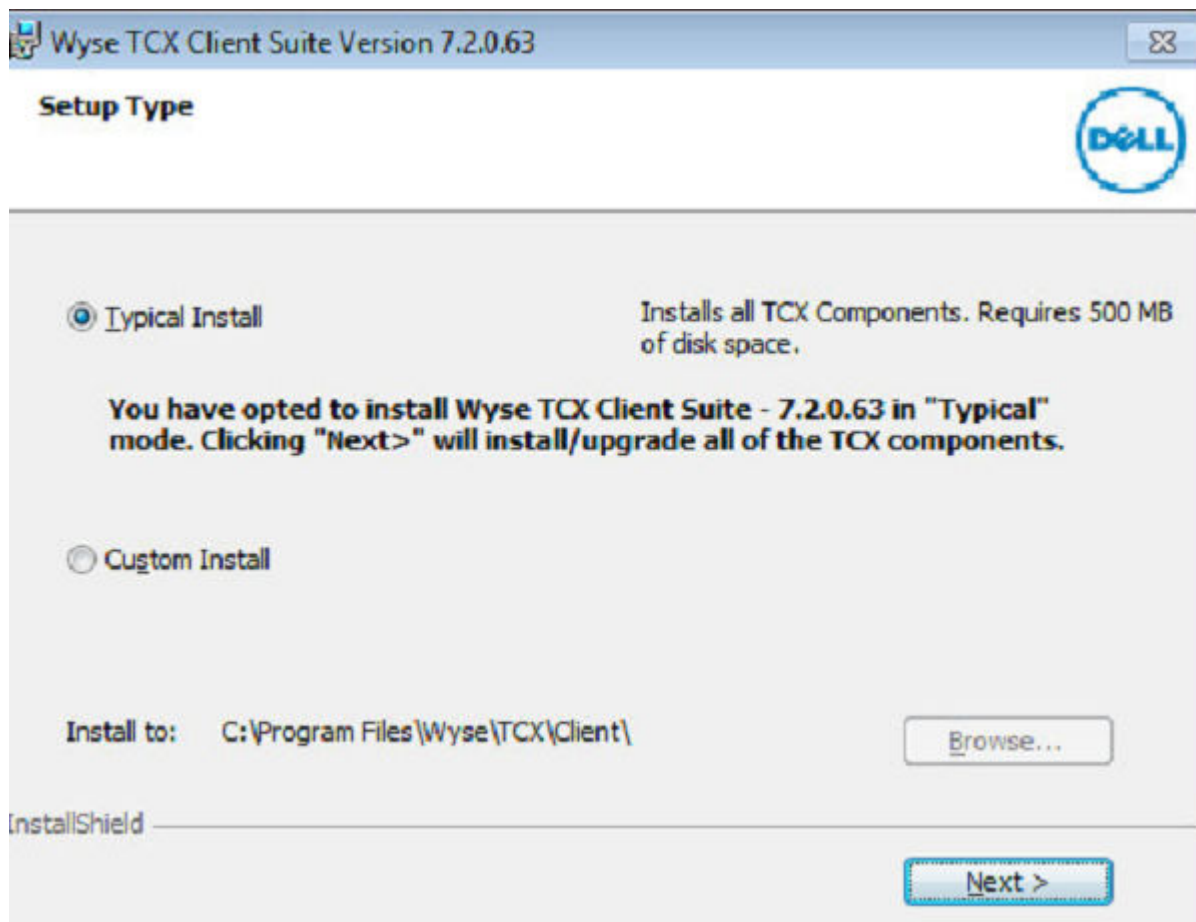 Wyse TCX Client Suite Version 7.2.0.63
Setup Type
DELL
Typical Install
Installs all TCX Components. Requires 500 MB
of disk space.
You have opted to install Wyse TCX Client Suite - 7.2.0.63 in "Typical"
mode. Clicking "Next>" will install/upgrade all of the TCX components.
Custom Install
Install to: C:\Program Files\Wyse\TCX\Client\
Browse...
InstallShield
Next >